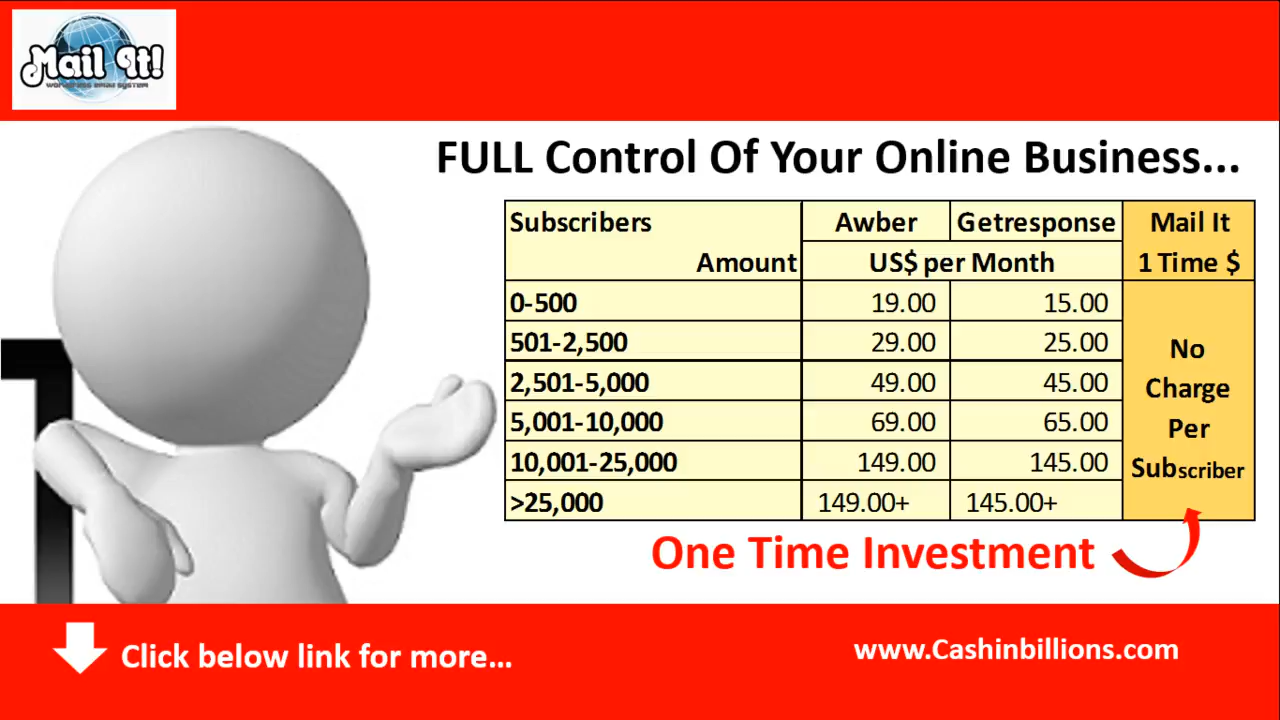 Mail It!
WORDPRESS EMAIL SYSTEM
FULL Control Of Your Online Business...
Subscribers Awber Getresponse Mail It
Amount US$ per Month 1 Time $
0-500 19.00 15.00
501-2,500 29.00 25.00
2,501-5,000 49.00 45.00
5,001-10,000 69.00 65.00
10,001-25,000 149.00 145.00
>25,000 149.00+ 145.00+
No
Charge
Per
Subscriber
One Time Investment
Click below link for more...
www.Cashinbillions.com